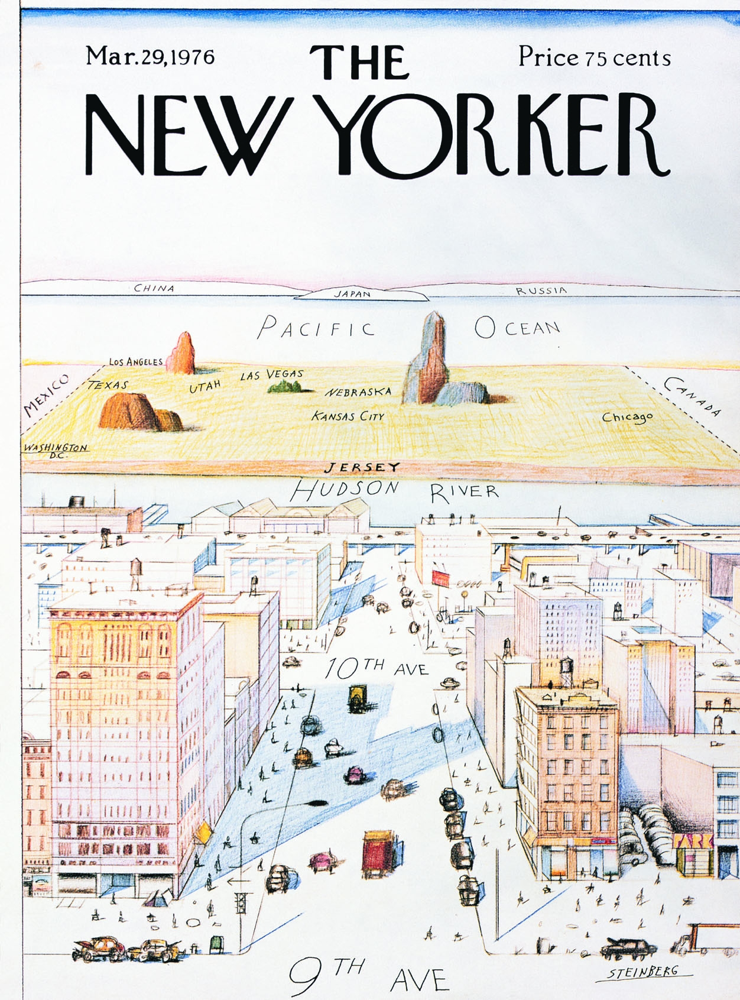 Mar.29,1976
THE
Price 75 cents
NEW YORKER
CHINA
JAPAN
RUSSIA
PACIFIC OCEAN
LOS ANGELES
MEXICO
TEXAS
UTAH
LAS VEGAS
NEBRASKA
CANADA
KANSAS CITY
Chicago
WASHINGTON
D.C.
JERSEY
HUDSON RIVER
10TH AVE
PARK
9TH AVE
STEINBERG